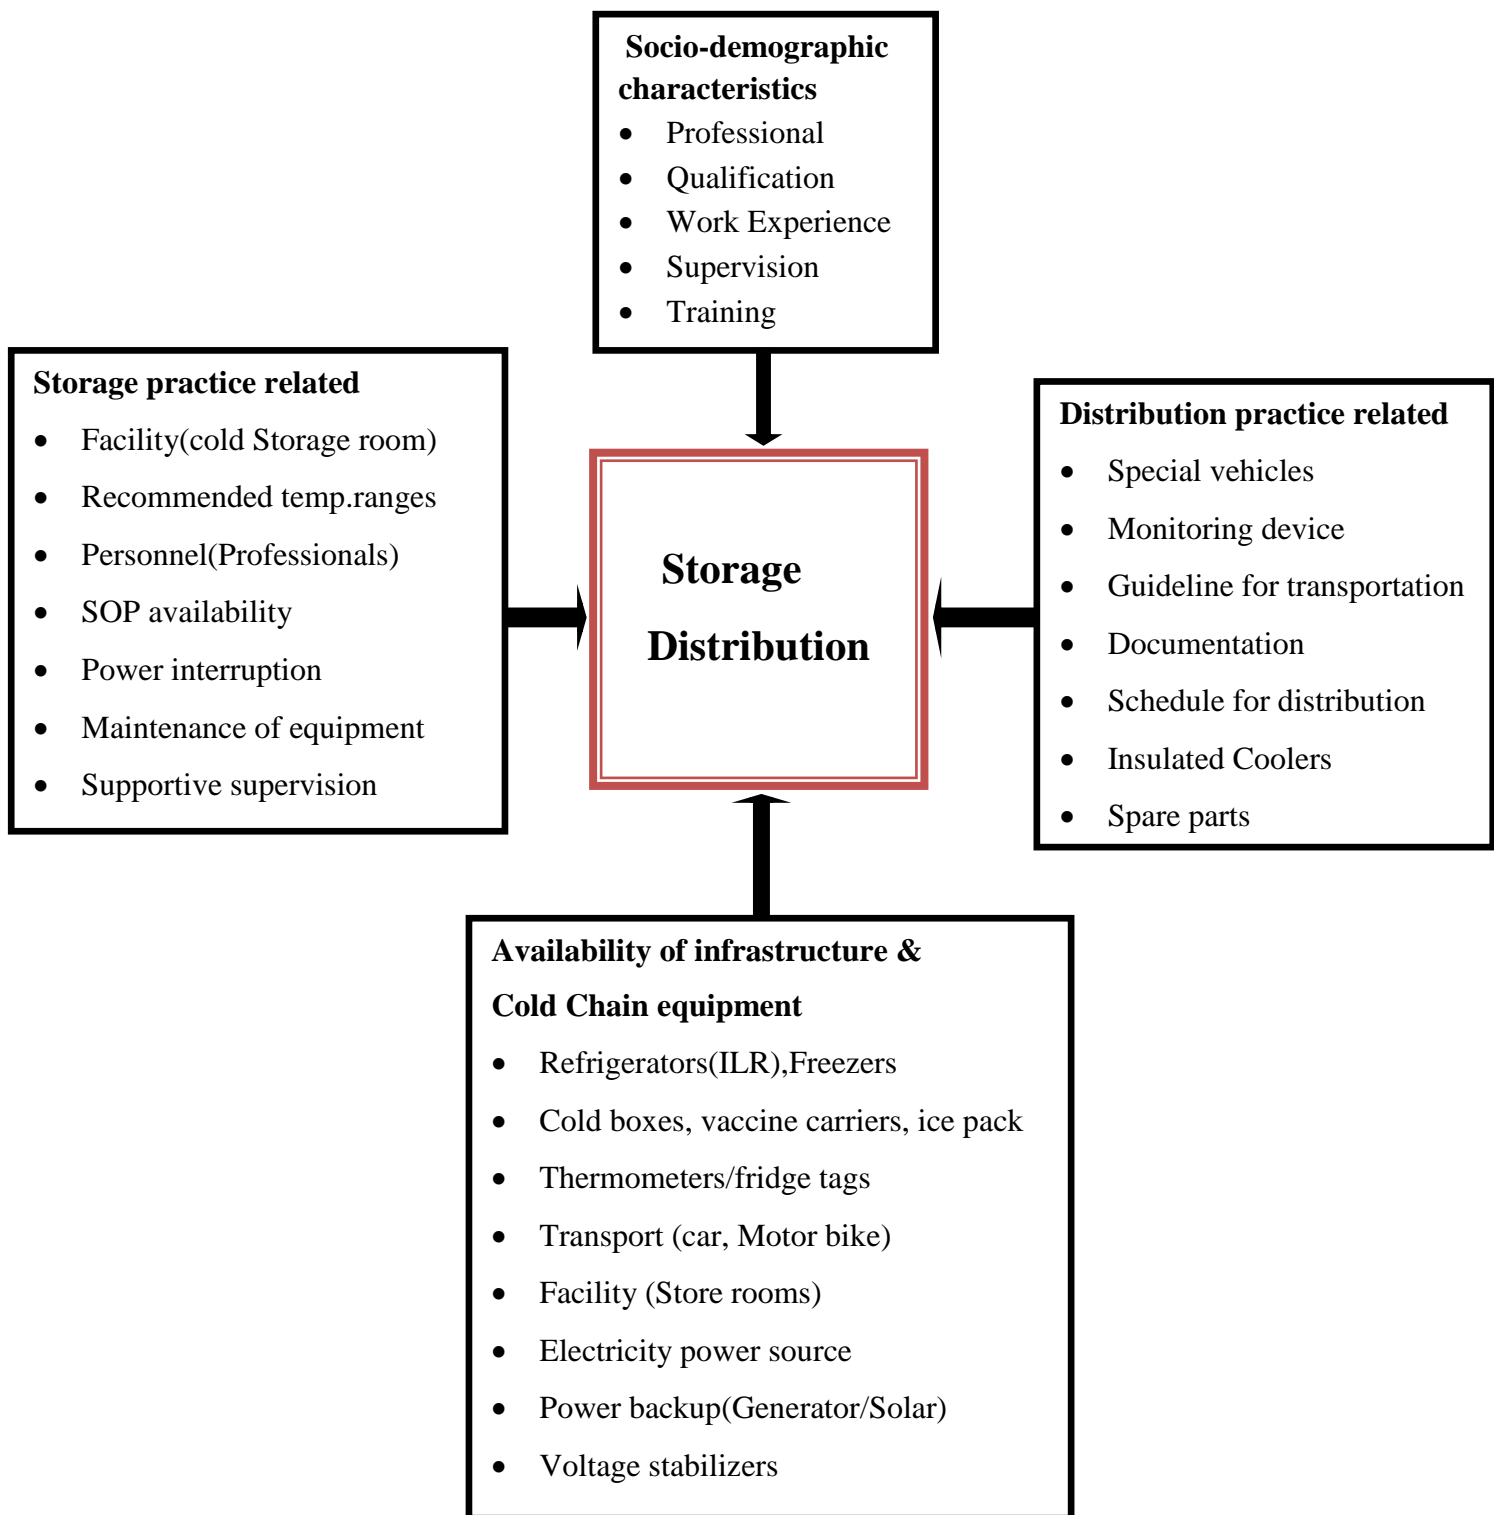 Socio-demographic
characteristics
• Professional
• Qualification
• Work Experience
• Supervision
• Training
Storage practice related
• Facility(cold Storage room)
• Recommended temp.ranges
• Personnel(Professionals)
• SOP availability
• Power interruption
• Maintenance of equipment
• Supportive supervision
Storage
Distribution
Distribution practice related
• Special vehicles
• Monitoring device
• Guideline for transportation
• Documentation
• Schedule for distribution
• Insulated Coolers
• Spare parts
Availability of infrastructure &
Cold Chain equipment
• Refrigerators(ILR),Freezers
• Cold boxes, vaccine carriers, ice pack
• Thermometers/fridge tags
• Transport (car, Motor bike)
• Facility (Store rooms)
• Electricity power source
• Power backup(Generator/Solar)
• Voltage stabilizers